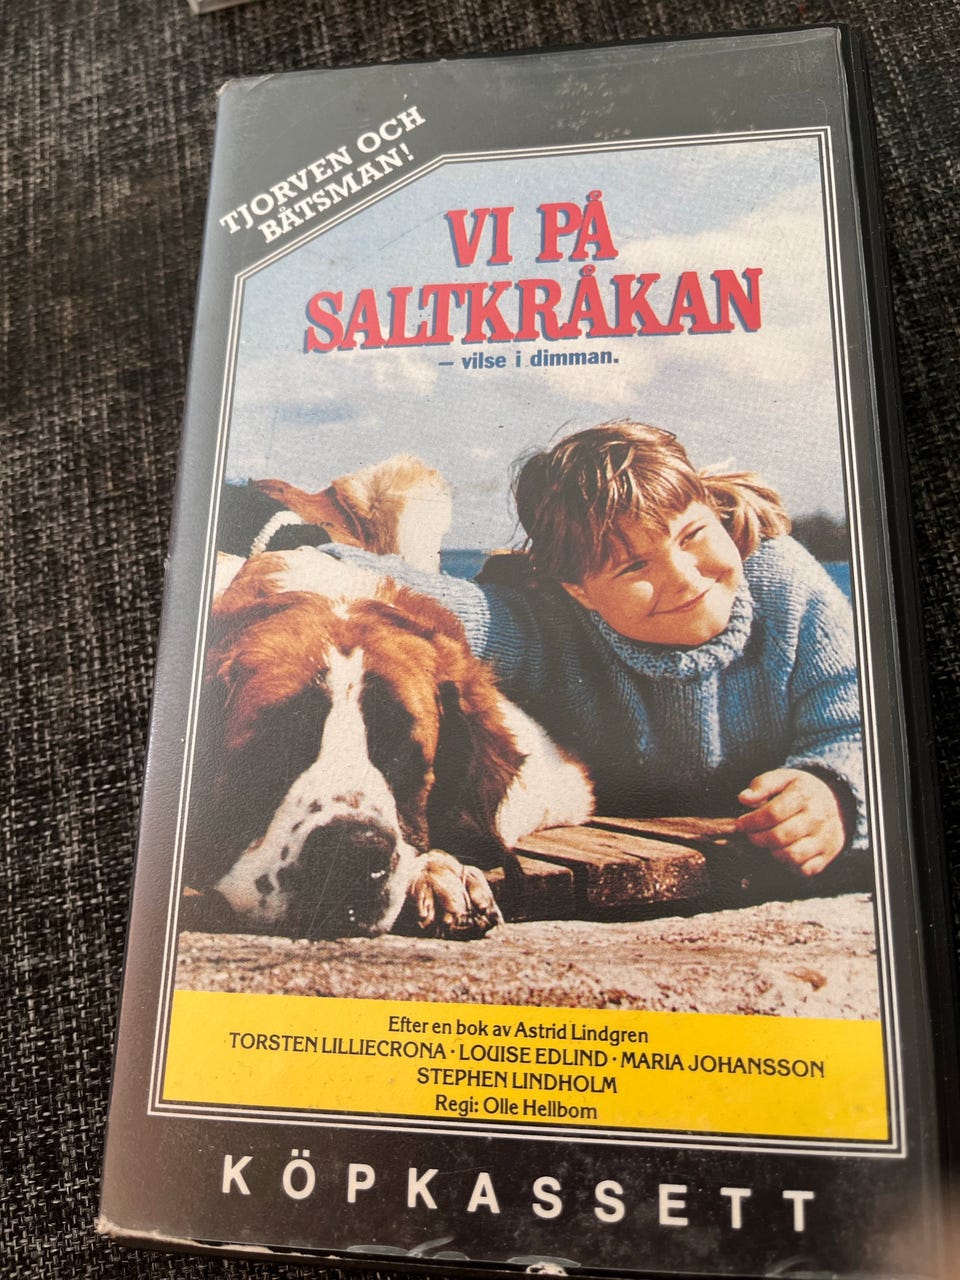 TJORVEN OCH
BÅTSMAN!
VI PÅ
SALTKRÅKAN
– vilse i dimman.
Efter en bok av Astrid Lindgren
TORSTEN LILLIECRONA · LOUISE EDLIND · MARIA JOHANSSON
STEPHEN LINDHOLM
Regi: Olle Hellbom
KÖPKASSETT